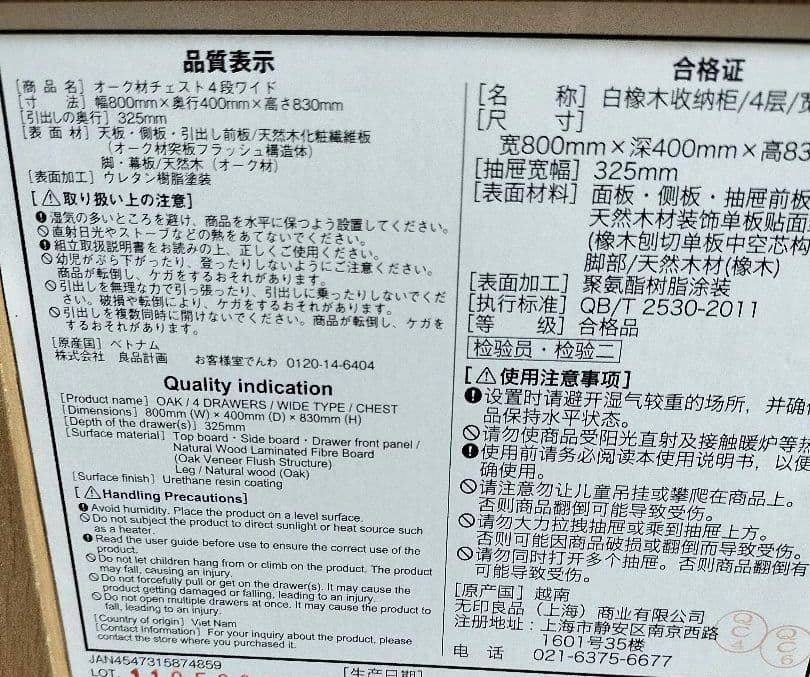 品質表示
[商 品 名] オーク材チェスト4段ワイド
[寸 法] 幅800mm×奥行400mm×高さ830mm
[引出しの奥行] 325mm
[表 面 材] 天板・側板・引出し前板/天然木化粧繊維板
(オーク材突板フラッシュ構造体)
脚・幕板/天然木(オーク材)
[表面加工] ウレタン樹脂塗装
[⚠取り扱い上の注意]
湿気の多いところを避け、商品を水平に保つよう設置してください。
直射日光やストーブなどの熱をあてないでください。
組立取扱説明書をお読みの上、正しくご使用ください。
幼児がぶら下がったり、登ったりしないようにご注意ください。
商品が転倒し、ケガをするおそれがあります。
引出しを無理な力で引っ張ったり、引出しに乗ったりしないでくだ
さい。破損や転倒により、ケガをするおそれがあります。
引出しを複数同時に開けないでください。商品が転倒し、ケガを
するおそれがあります。
[原産国] ベトナム
株式会社 良品計画 お客様室でんわ 0120-14-6404
Quality indication
[Product name] OAK / 4 DRAWERS / WIDE TYPE / CHEST
[Dimensions] 800mm (W) × 400mm (D) × 830mm (H)
[Depth of the drawer(s)] 325mm
[Surface material] Top board・Side board・Drawer front panel /
Natural Wood Laminated Fibre Board
(Oak Veneer Flush Structure)
Leg / Natural wood (Oak)
[Surface finish] Urethane resin coating
[⚠Handling Precautions]
Avoid humidity. Place the product on a level surface.
Do not subject the product to direct sunlight or heat source such
as a heater.
Read the user guide before use to ensure the correct use of the
product.
Do not let children hang from or climb on the product. The product
may fall, causing an injury.
Do not forcefully pull or get on the drawer(s). It may cause the
product getting damaged or falling, leading to an injury.
Do not open multiple drawers at once. It may cause the product to
fall, leading to an injury.
[Country of origin] Viet Nam
[Contact Information] For your inquiry about the product, please
contact the store where you purchased it.
JAN4547315874859
LOT.
合格证
[名 称] 白橡木收纳柜/4层/宽
[尺 寸]
宽800mm×深400mm×高83
[抽屉宽幅] 325mm
[表面材料] 面板・侧板・抽屉前板
天然木材装饰单板贴面
(橡木刨切单板中空芯构
脚部/天然木材(橡木)
[表面加工] 聚氨酯树脂涂装
[执行标准] QB/T 2530-2011
[等 级] 合格品
检验员・检验二
[⚠使用注意事项]
设置时请避开湿气较重的场所，并确
品保持水平状态。
请勿使商品受阳光直射及接触暖炉等热
使用前请务必阅读本使用说明书，以便
确使用。
请注意勿让儿童吊挂或攀爬在商品上。
否则商品翻倒可能导致受伤。
请勿大力拉拽抽屉或乘到抽屉上方。
否则可能因商品破损或翻倒而导致受伤。
请勿同时打开多个抽屉。否则商品翻倒有
可能导致受伤。
[原产国] 越南
无印良品（上海）商业有限公司
注册地址：上海市静安区南京西路
1601号35楼
电 话 021-6375-6677
QC 4
QC 6
[生产日期]